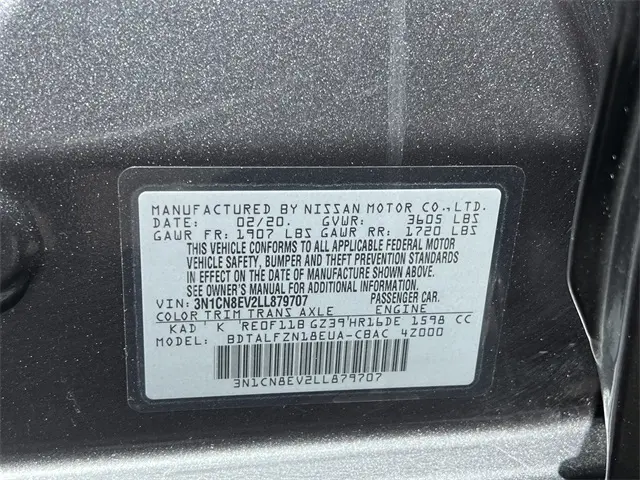 MANUFACTURED BY NISSAN MOTOR CO., LTD.
DATE: 02/20. GVWR: 3605 LBS
GAWR FR: 1907 LBS GAWR RR: 1720 LBS
THIS VEHICLE CONFORMS TO ALL APPLICABLE FEDERAL MOTOR
VEHICLE SAFETY, BUMPER AND THEFT PREVENTION STANDARDS
IN EFFECT ON THE DATE OF MANUFACTURE SHOWN ABOVE.
SEE OWNER'S MANUAL FOR ADDITIONAL INFORMATION.
VIN: 3N1CN8EV2LL879707 PASSENGER CAR.
COLOR TRIM TRANS AXLE ENGINE
KAD ' K 'RE0F11B GZ39'HR16DE 1598 CC
MODEL: BDTALFZN18EUA-CBAC 4Z000
3N1CN8EV2LL879707